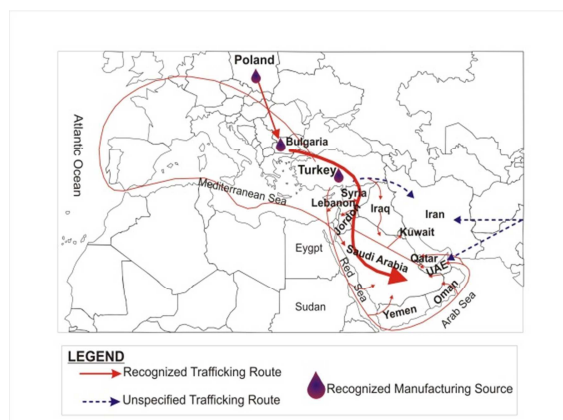 Poland
Bulgaria
Turkey
Atlantic Ocean
Mediterranean Sea
Syria
Lebanon
Jordon
Iraq
Iran
Kuwait
Eygpt
Saudi Arabia
Qatar
UAE
Red Sea
Oman
Sudan
Yemen
Arab Sea
LEGEND
Recognized Trafficking Route
Recognized Manufacturing Source
Unspecified Trafficking Route